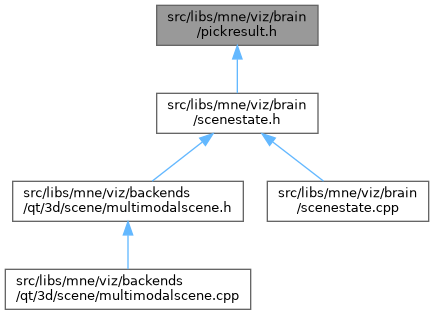 src/libs/mne/viz/brain
/pickresult.h
src/libs/mne/viz/brain
/scenestate.h
src/libs/mne/viz/backends
/qt/3d/scene/multimodalscene.h
src/libs/mne/viz/brain
/scenestate.cpp
src/libs/mne/viz/backends
/qt/3d/scene/multimodalscene.cpp